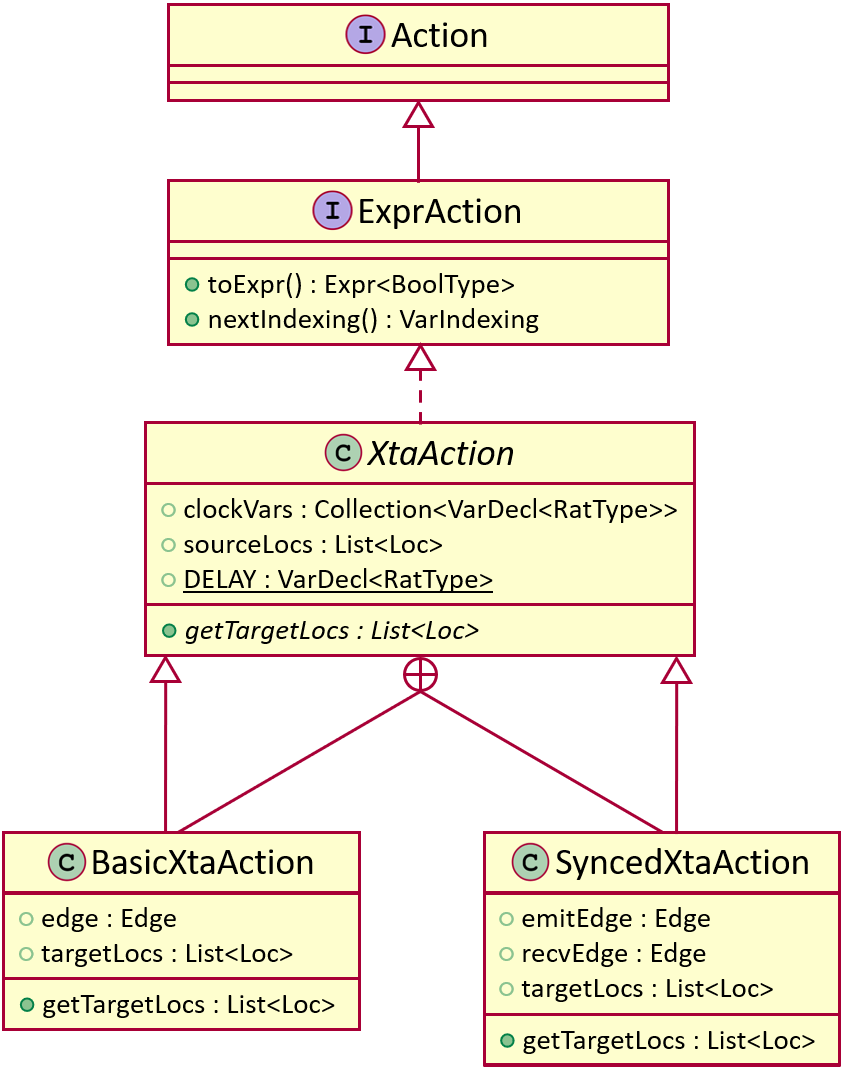 I Action
I ExprAction
toExpr() : Expr<BoolType>
nextIndexing() : VarIndexing
C XtaAction
clockVars : Collection<VarDecl<RatType>>
sourceLocs : List<Loc>
DELAY : VarDecl<RatType>
getTargetLocs : List<Loc>
C BasicXtaAction
edge : Edge
targetLocs : List<Loc>
getTargetLocs : List<Loc>
C SyncedXtaAction
emitEdge : Edge
recvEdge : Edge
targetLocs : List<Loc>
getTargetLocs : List<Loc>